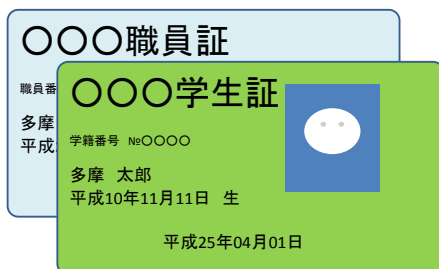 〇〇〇職員証
職員番
多摩
平成
〇〇〇学生証
学籍番号 №〇〇〇〇
多摩 太郎
平成10年11月11日 生
平成25年04月01日